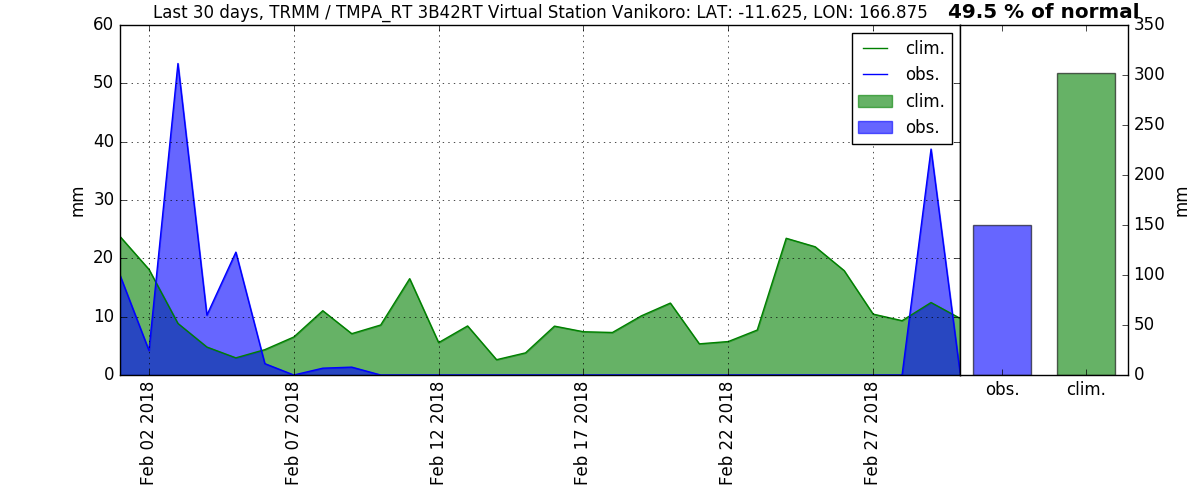 Last 30 days, TRMM / TMPA_RT 3B42RT Virtual Station Vanikoro: LAT: -11.625, LON: 166.875
49.5 % of normal
60
50
40
30
20
10
0
mm
clim.
obs.
clim.
obs.
Feb 02 2018
Feb 07 2018
Feb 12 2018
Feb 17 2018
Feb 22 2018
Feb 27 2018
350
300
250
200
150
100
50
0
mm
obs.
clim.